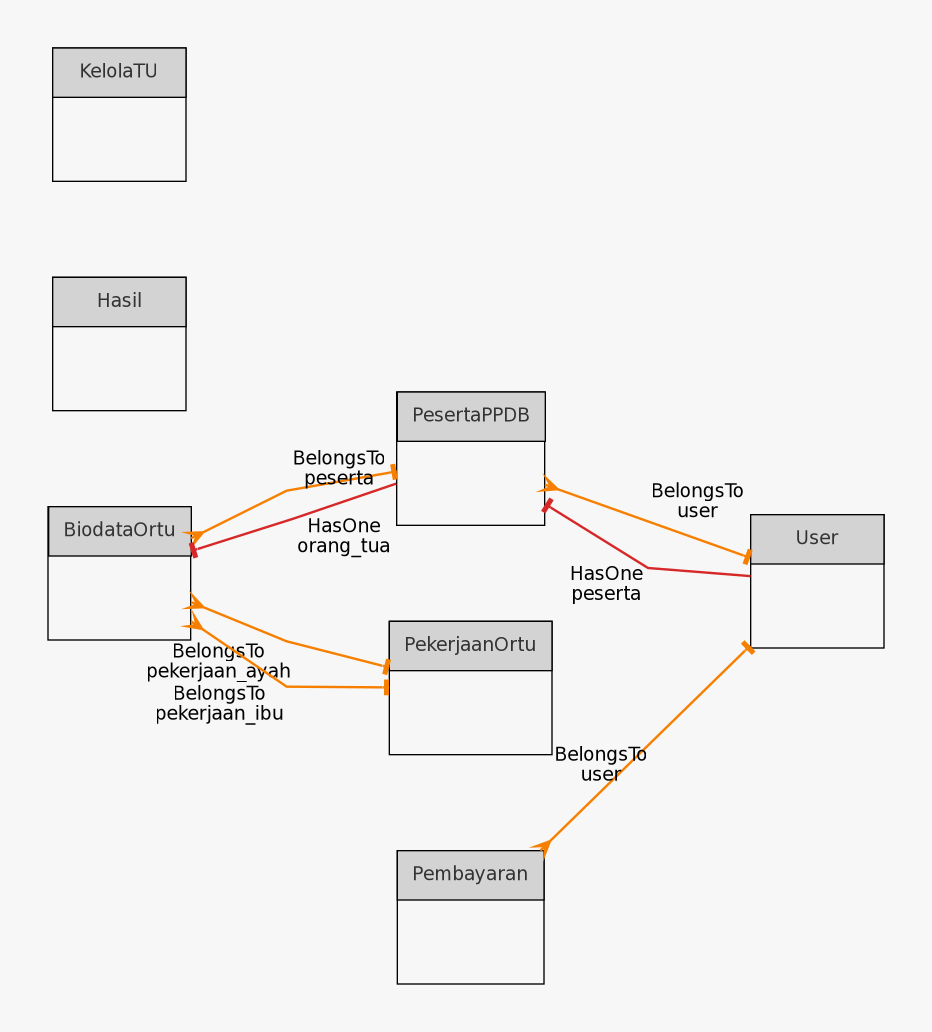 KelolaTU
Hasil
PesertaPPDB
BelongsTo
peserta
BelongsTo
user
HasOne
orang_tua
BiodataOrtu
User
HasOne
peserta
PekerjaanOrtu
BelongsTo
pekerjaan_ayah
BelongsTo
pekerjaan_ibu
BelongsTo
user
Pembayaran